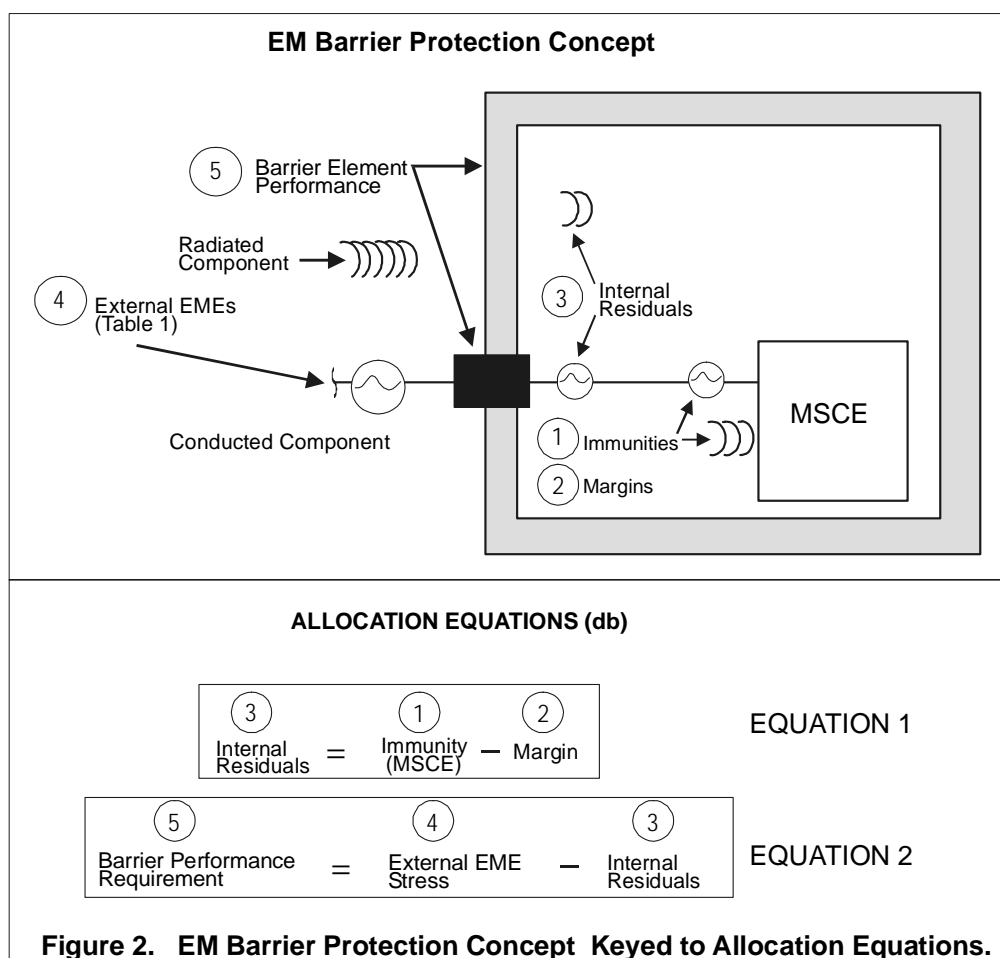 EM Barrier Protection Concept
5
Barrier Element
Performance
Radiated
Component
4
External EMEs
(Table 1)
Conducted Component
3
Internal
Residuals
1
Immunities
2
Margins
MSCE
ALLOCATION EQUATIONS (db)
3 1 2
Internal
Residuals = Immunity
(MSCE) – Margin
EQUATION 1
5 4 3
Barrier Performance
Requirement = External EME
Stress – Internal
Residuals
EQUATION 2
Figure 2. EM Barrier Protection Concept Keyed to Allocation Equations.